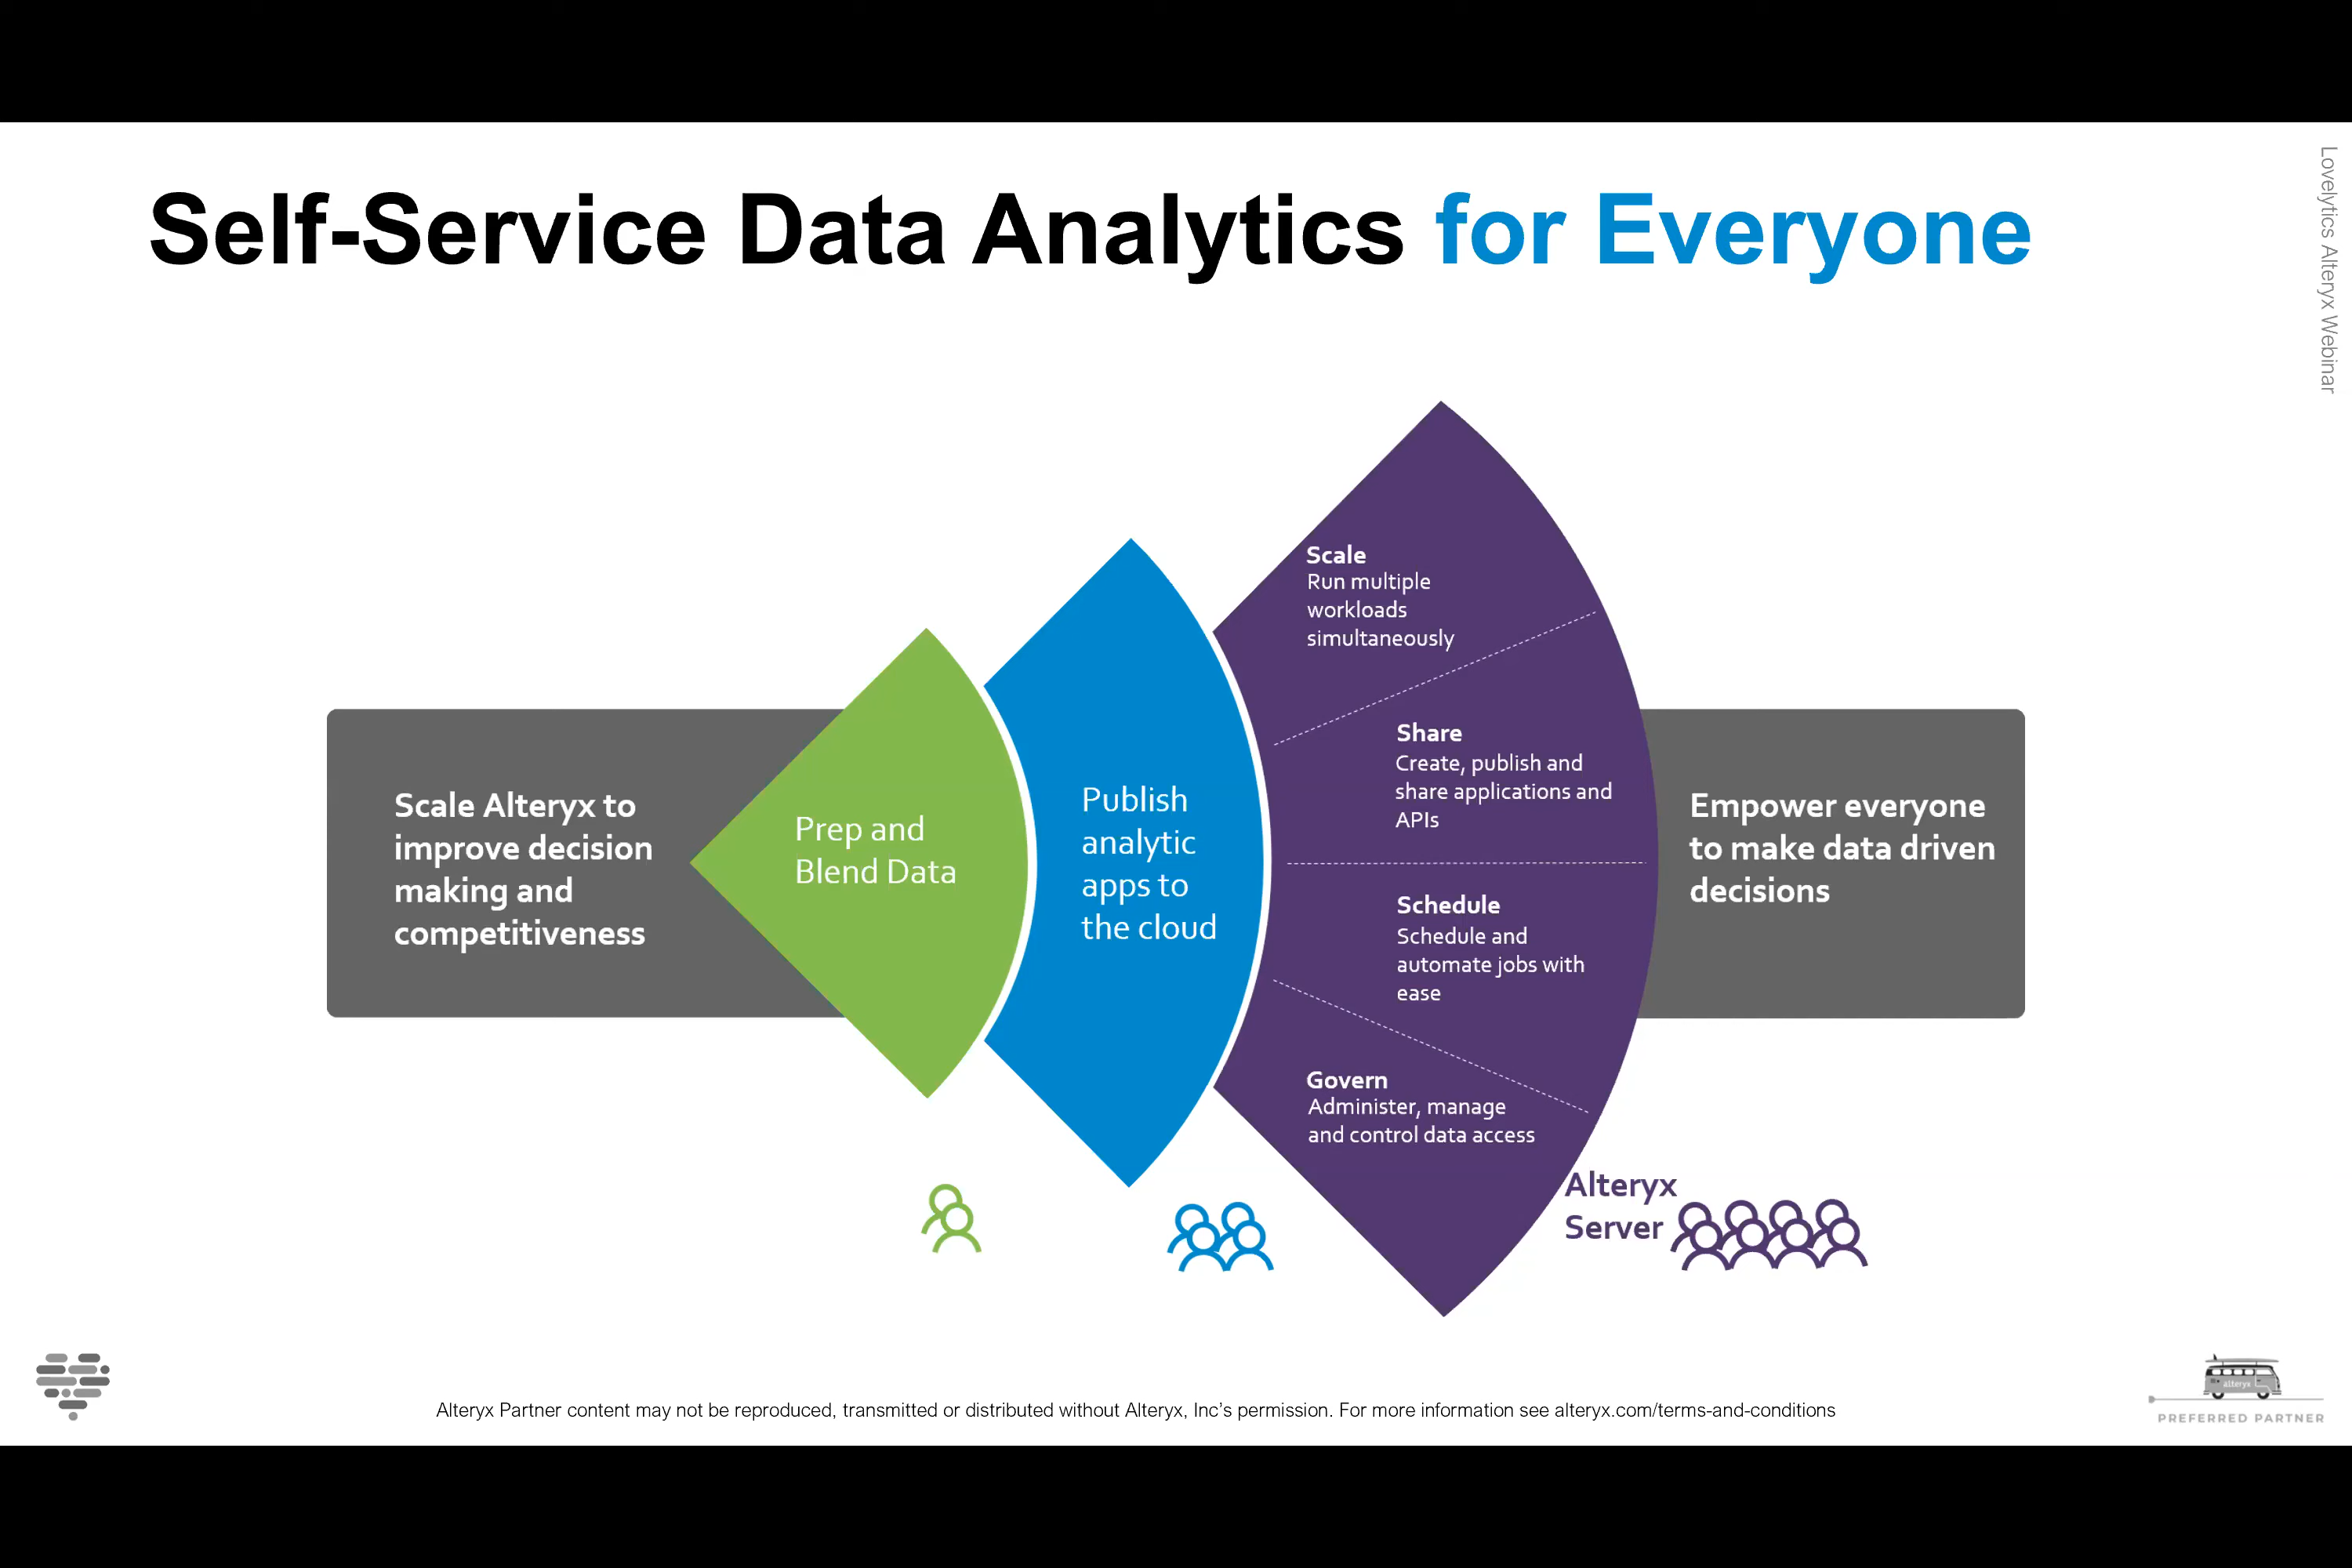 Self-Service Data Analytics for Everyone
Lovelytics Alteryx Webinar
Scale Alteryx to
improve decision
making and
competitiveness
Prep and
Blend Data
Publish
analytic
apps to
the cloud
Scale
Run multiple
workloads
simultaneously
Share
Create, publish and
share applications and
APIs
Schedule
Schedule and
automate jobs with
ease
Govern
Administer, manage
and control data access
Empower everyone
to make data driven
decisions
Alteryx
Server
Alteryx Partner content may not be reproduced, transmitted or distributed without Alteryx, Inc’s permission. For more information see alteryx.com/terms-and-conditions
alteryx
PREFERRED PARTNER